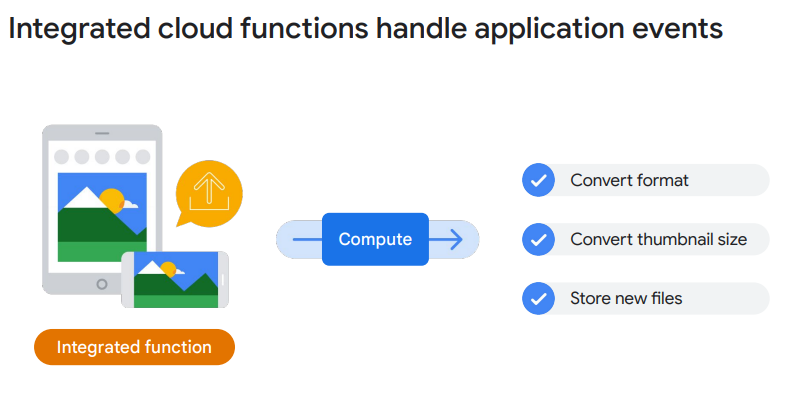 Integrated cloud functions handle application events
Integrated function
Compute
Convert format
Convert thumbnail size
Store new files